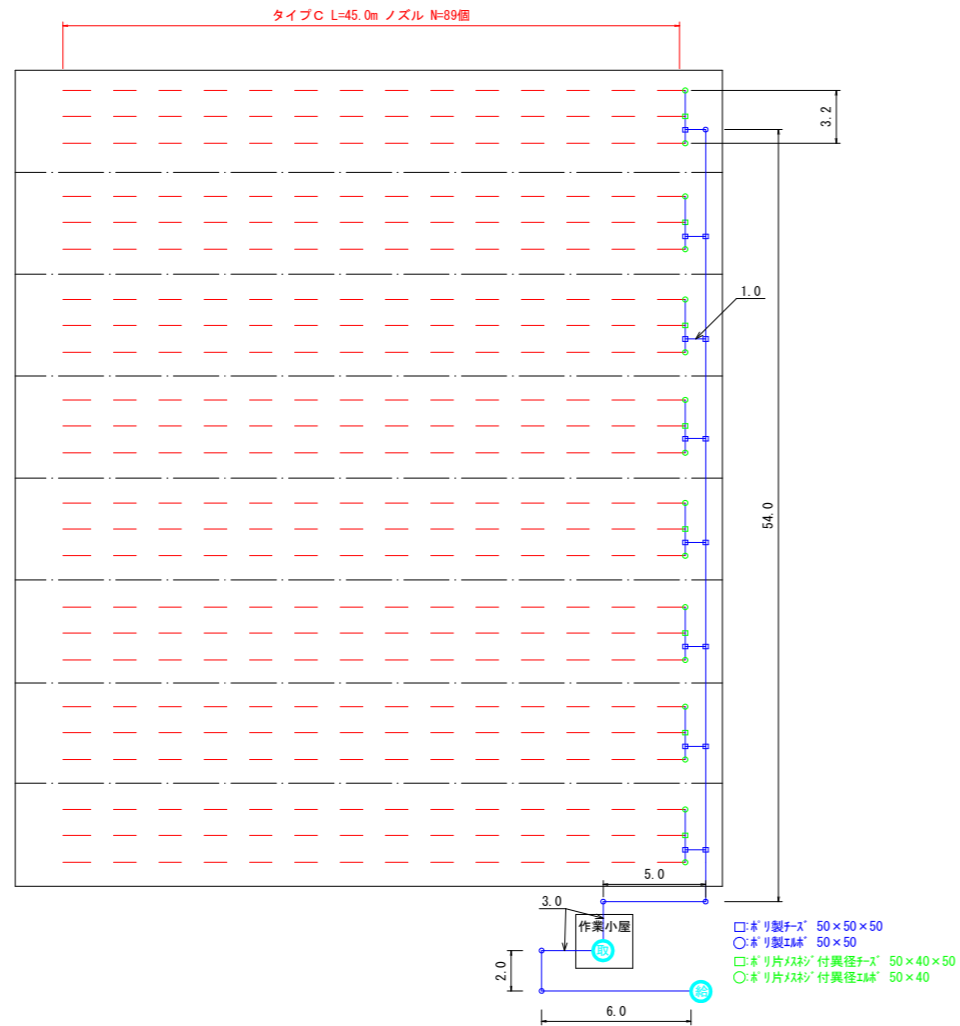 タイプC L=45.0m ノズル N=89個
3.2
1.0
54.0
5.0
3.0
作業小屋
取
2.0
給
6.0
□:ポリ製チーズ 50×50×50
○:ポリ製エルボ 50×50
□:ポリ片メスネジ付異径チーズ 50×40×50
○:ポリ片メスネジ付異径エルボ 50×40